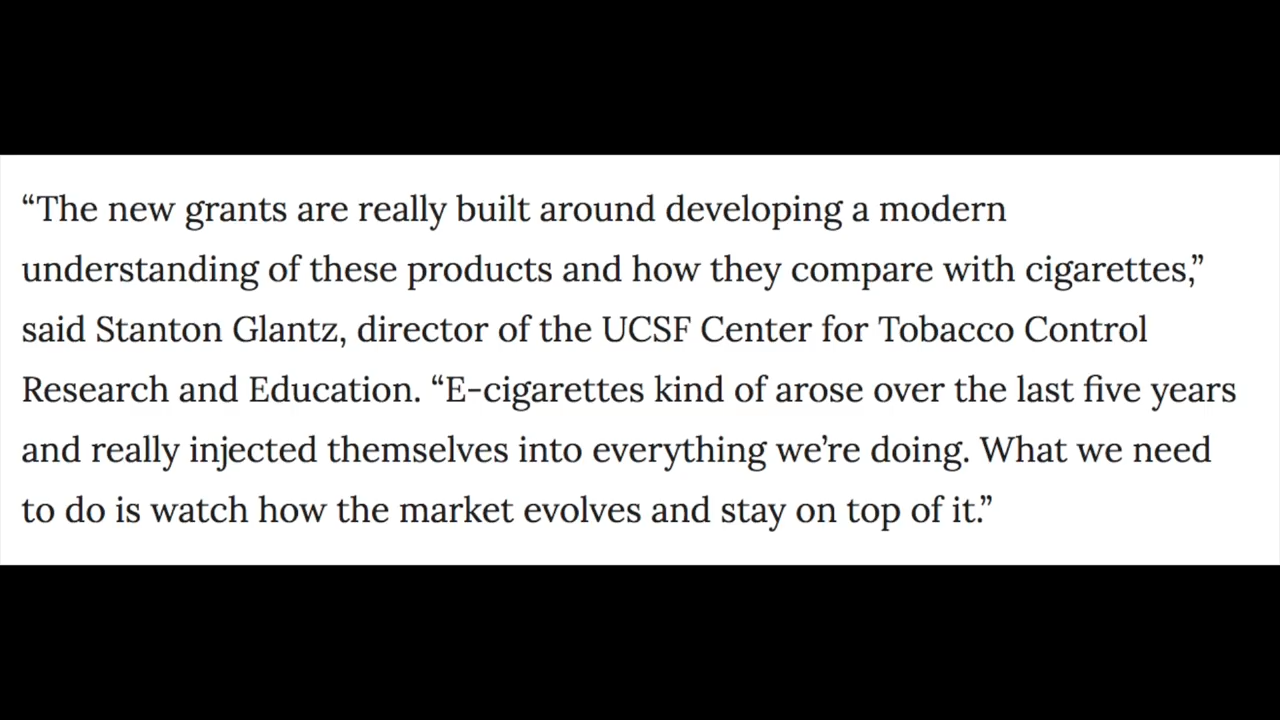 “The new grants are really built around developing a modern
understanding of these products and how they compare with cigarettes,”
said Stanton Glantz, director of the UCSF Center for Tobacco Control
Research and Education. “E-cigarettes kind of arose over the last five years
and really injected themselves into everything we’re doing. What we need
to do is watch how the market evolves and stay on top of it.”